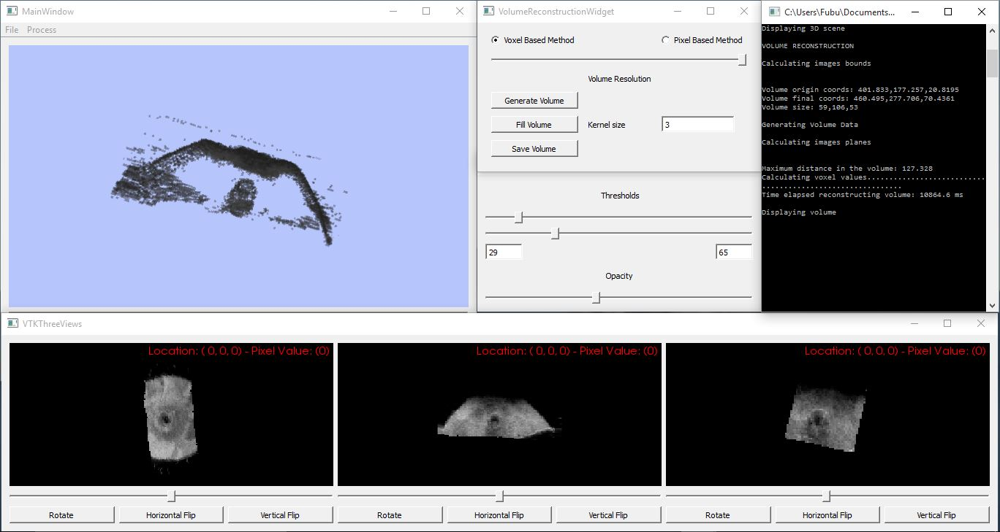 MainWindow
File Process
VolumeReconstructionWidget
Voxel Based Method
Pixel Based Method
Volume Resolution
Generate Volume
Fill Volume
Kernel size
3
Save Volume
Thresholds
29
65
Opacity
C:\Users\Fubu\Documents...
Displaying 3D scene
VOLUME RECONSTRUCTION
Calculating images bounds
Volume origin coords: 401.833,177.257,20.8195
Volume final coords: 460.495,277.706,70.4361
Volume size: 59,106,53
Generating Volume Data
Calculating images planes
Maximum distance in the volume: 127.328
Calculating voxel values...........................
................................
Time elapsed reconstructing volume: 10864.6 ms
Displaying volume
VTKThreeViews
Location: ( 0, 0, 0) - Pixel Value: (0)
Location: ( 0, 0, 0) - Pixel Value: (0)
Location: ( 0, 0, 0) - Pixel Value: (0)
Rotate
Horizontal Flip
Vertical Flip
Rotate
Horizontal Flip
Vertical Flip
Rotate
Horizontal Flip
Vertical Flip